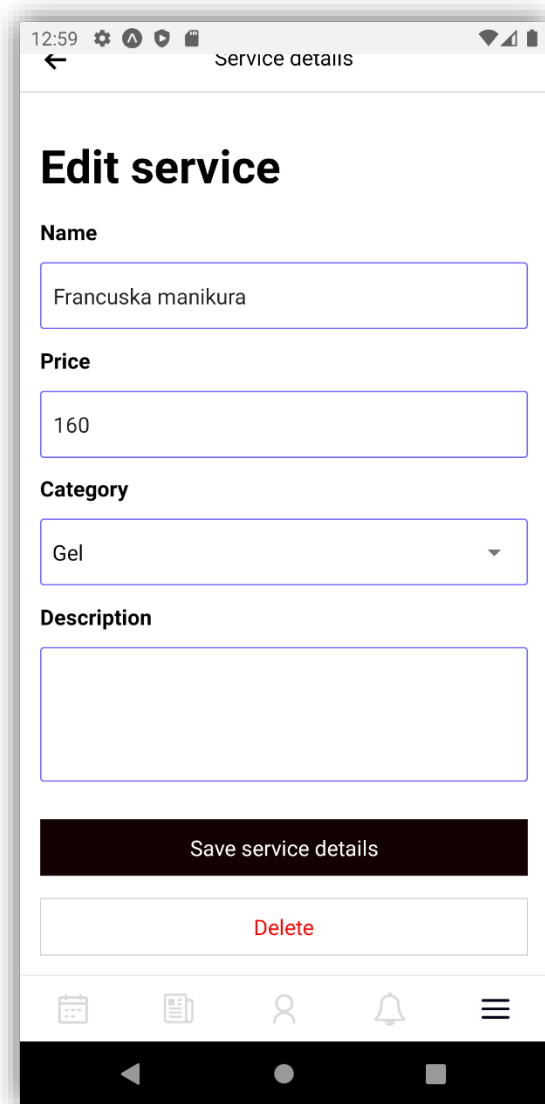 12:59
Service details
Edit service
Name
Francuska manikura
Price
160
Category
Gel
Description
Save service details
Delete